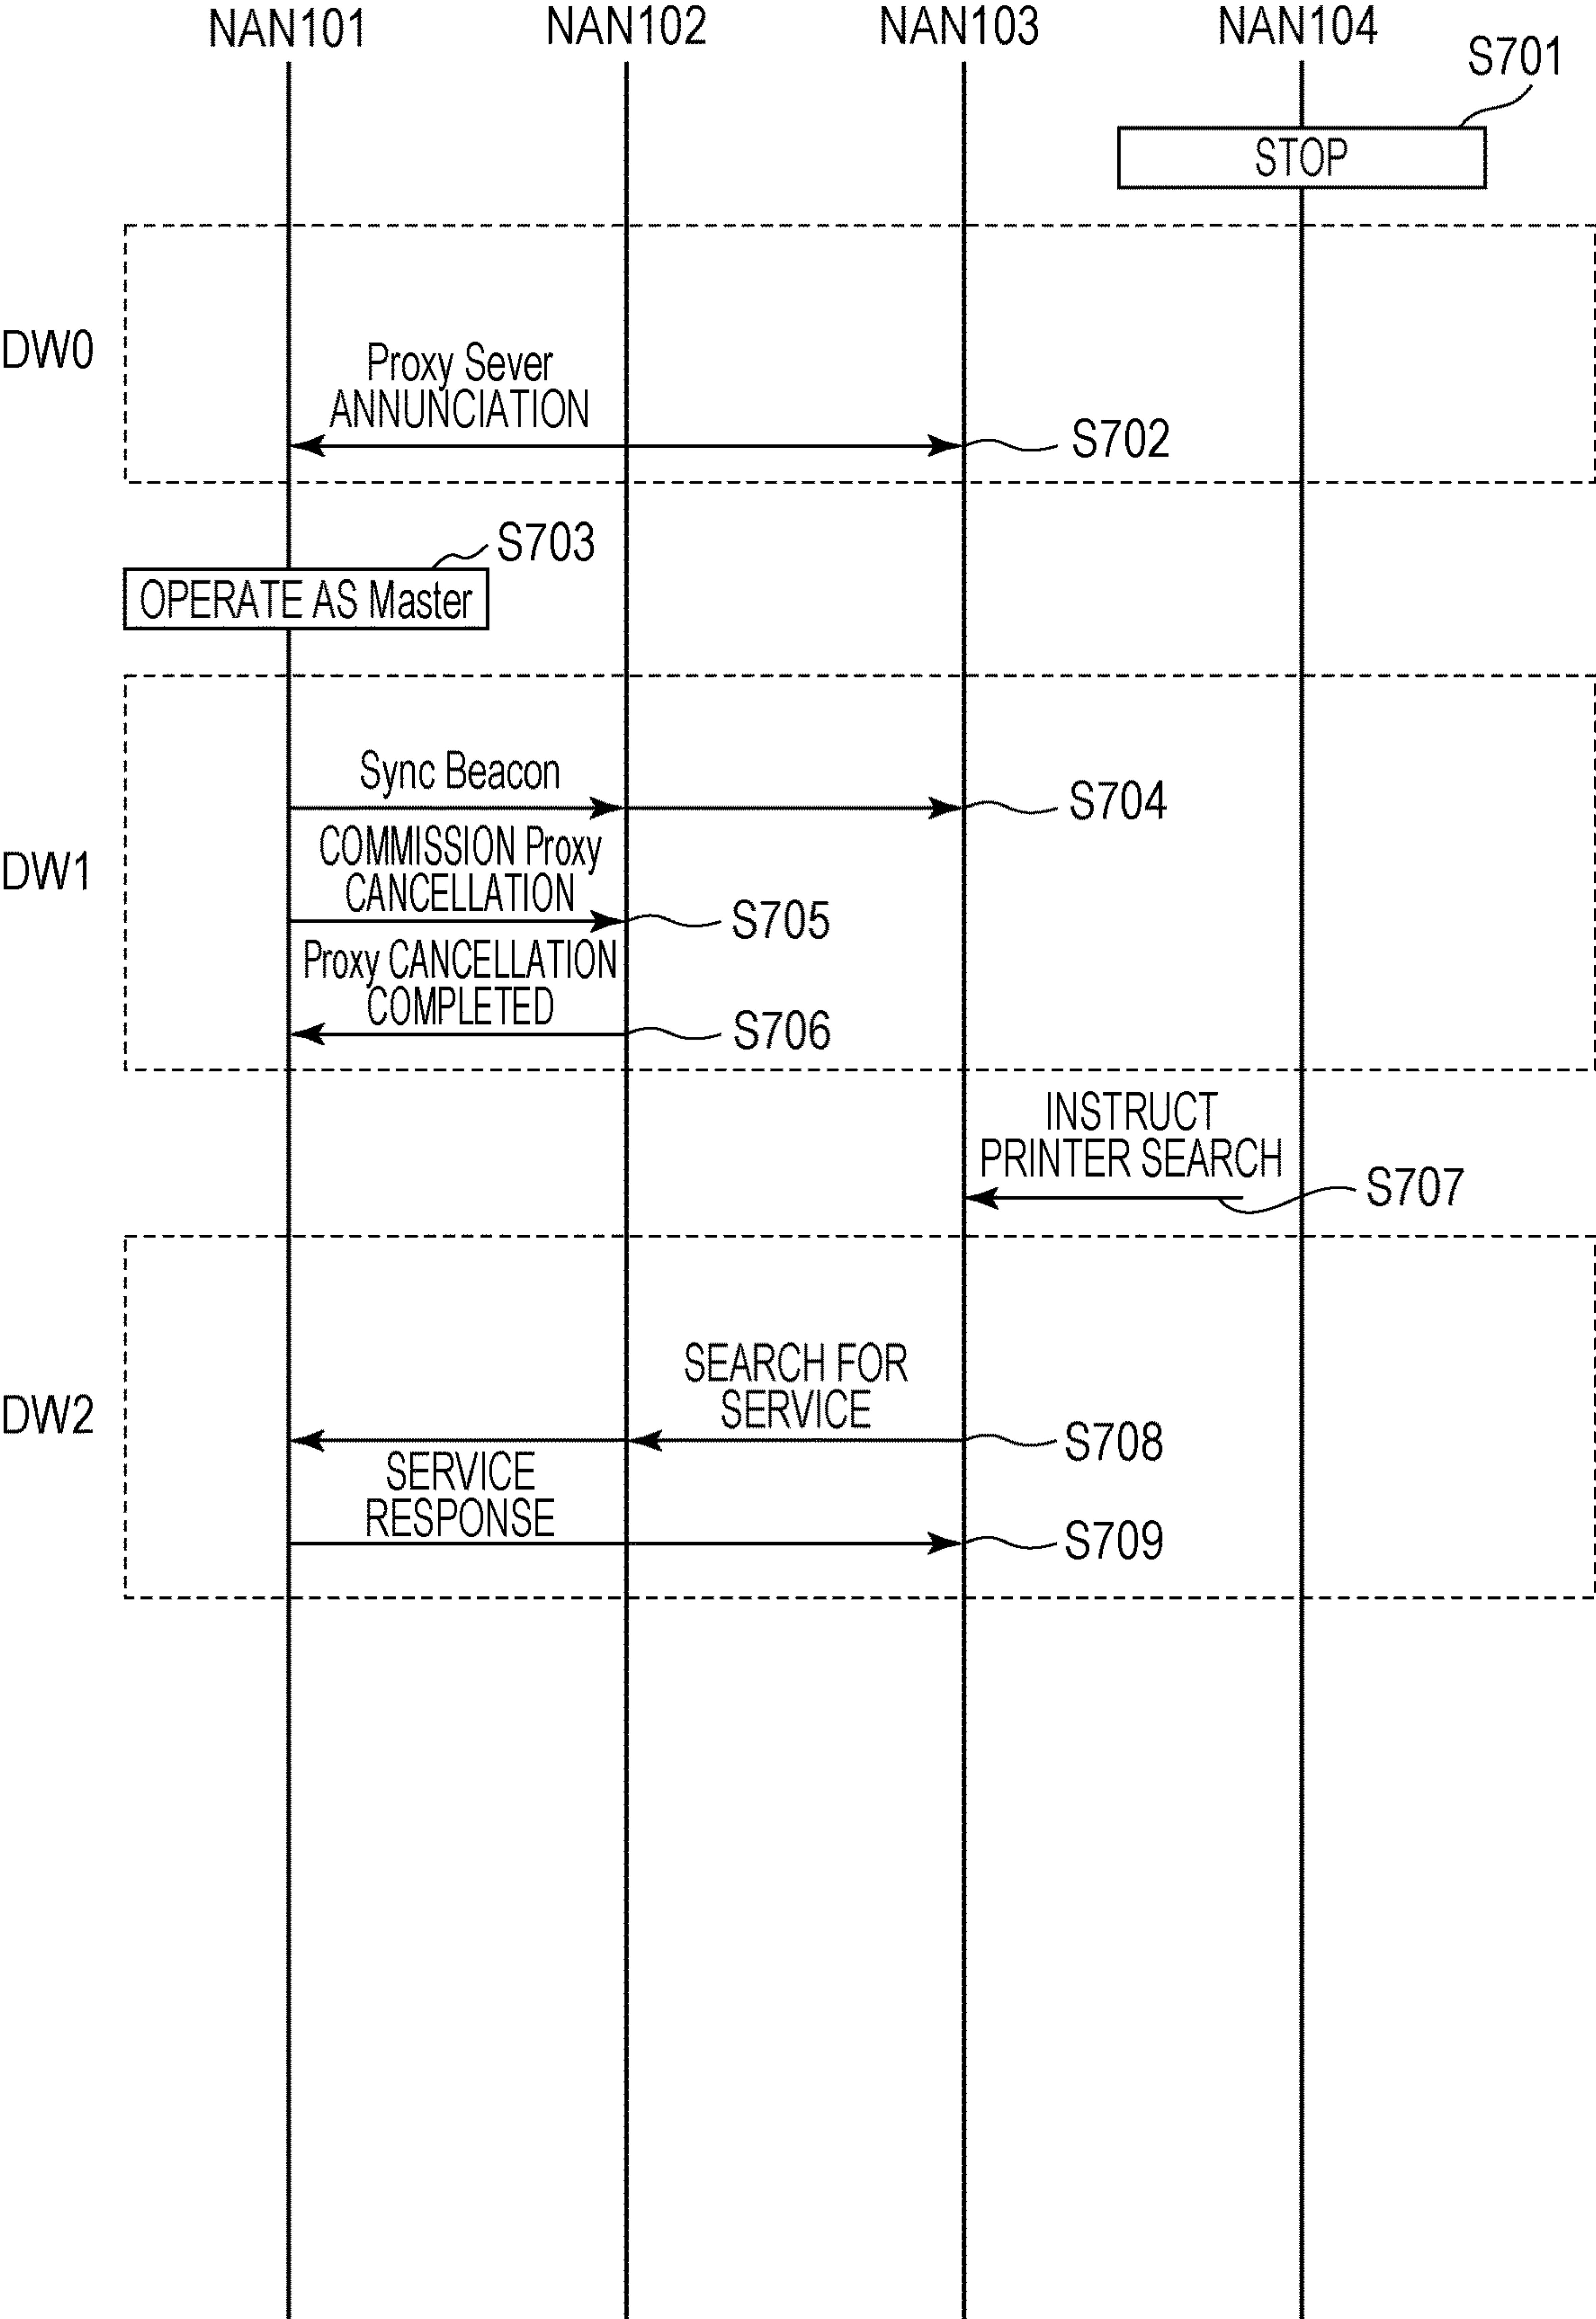 NAN101 NAN102 NAN103 NAN104
S701
STOP
DW0
Proxy Sever
ANNUNCIATION
S702
S703
OPERATE AS Master
DW1
Sync Beacon
S704
COMMISSION Proxy
CANCELLATION
S705
Proxy CANCELLATION
COMPLETED
S706
INSTRUCT
PRINTER SEARCH
S707
DW2
SEARCH FOR
SERVICE
S708
SERVICE
RESPONSE
S709